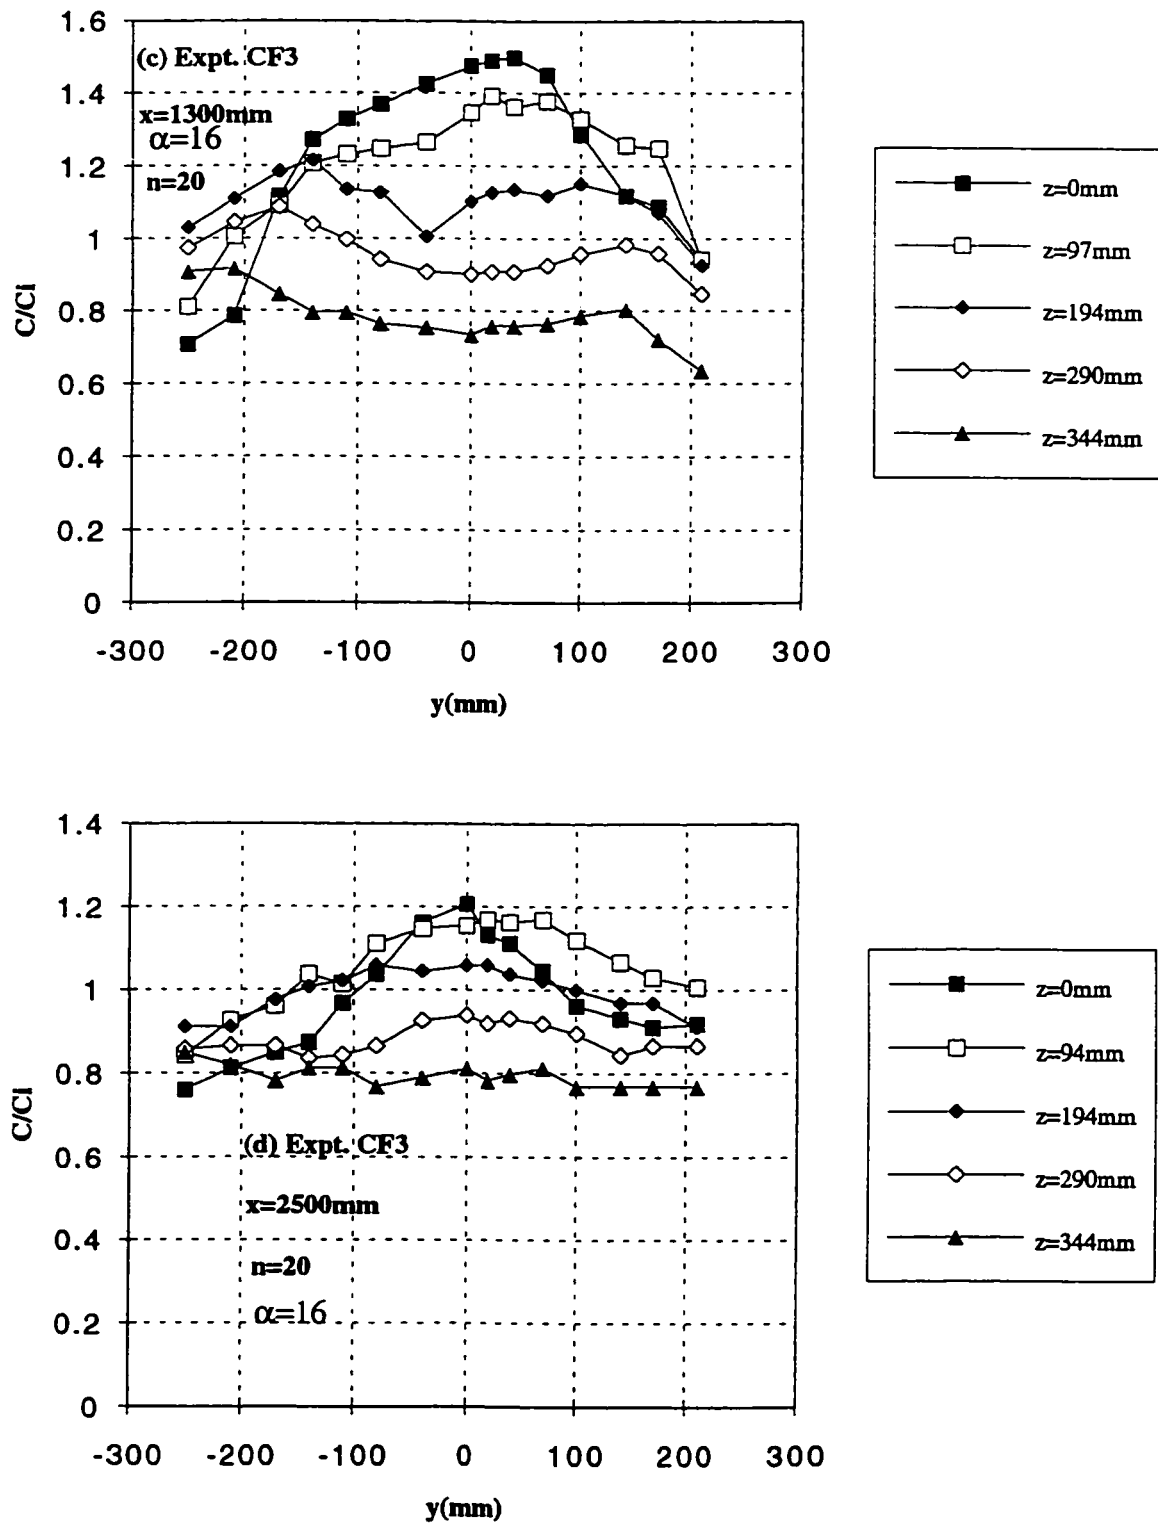 1.6
(c) Expt. CF3
1.4
x=1300mm
α=16
1.2
n=20
1
0.8
0.6
0.4
0.2
0
C/Ci
-300 -200 -100 0 100 200 300
y(mm)
z=0mm
z=97mm
z=194mm
z=290mm
z=344mm
1.4
1.2
1
0.8
0.6
0.4
0.2
0
C/Ci
(d) Expt. CF3
x=2500mm
n=20
α=16
-300 -200 -100 0 100 200 300
y(mm)
z=0mm
z=94mm
z=194mm
z=290mm
z=344mm